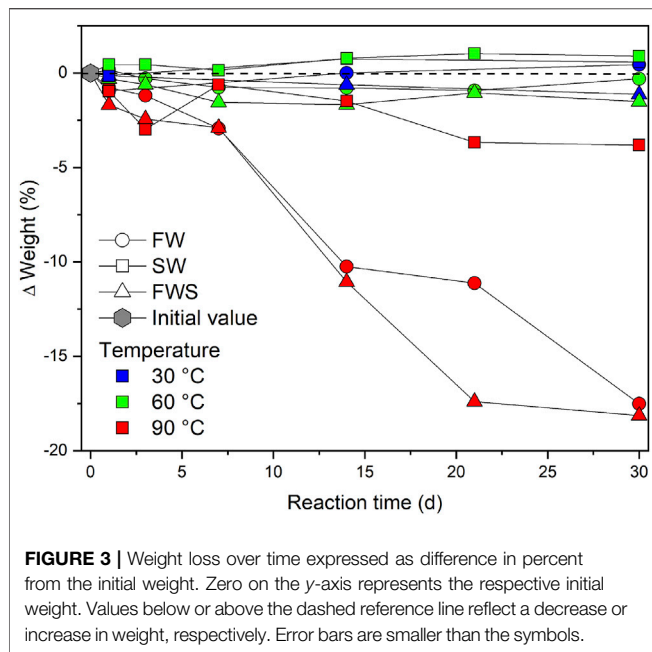 0
-5
-10
-15
-20
Δ Weight (%)
FW
SW
FWS
Initial value
Temperature
30 °C
60 °C
90 °C
0 5 10 15 20 25 30
Reaction time (d)
FIGURE 3 | Weight loss over time expressed as difference in percent
from the initial weight. Zero on the y-axis represents the respective initial
weight. Values below or above the dashed reference line reflect a decrease or
increase in weight, respectively. Error bars are smaller than the symbols.